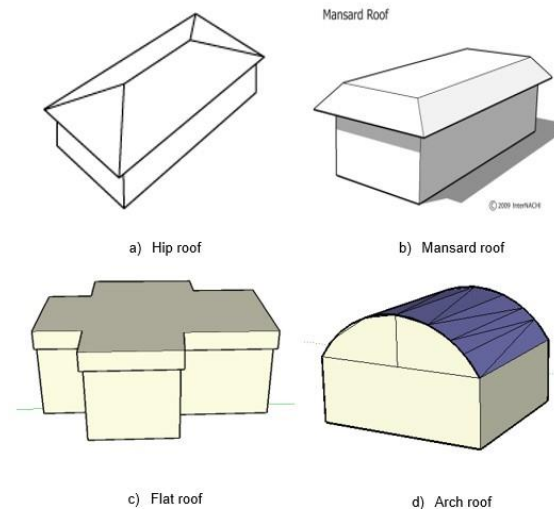 Mansard Roof
© 2009 InterNACHI
a) Hip roof
b) Mansard roof
c) Flat roof
d) Arch roof